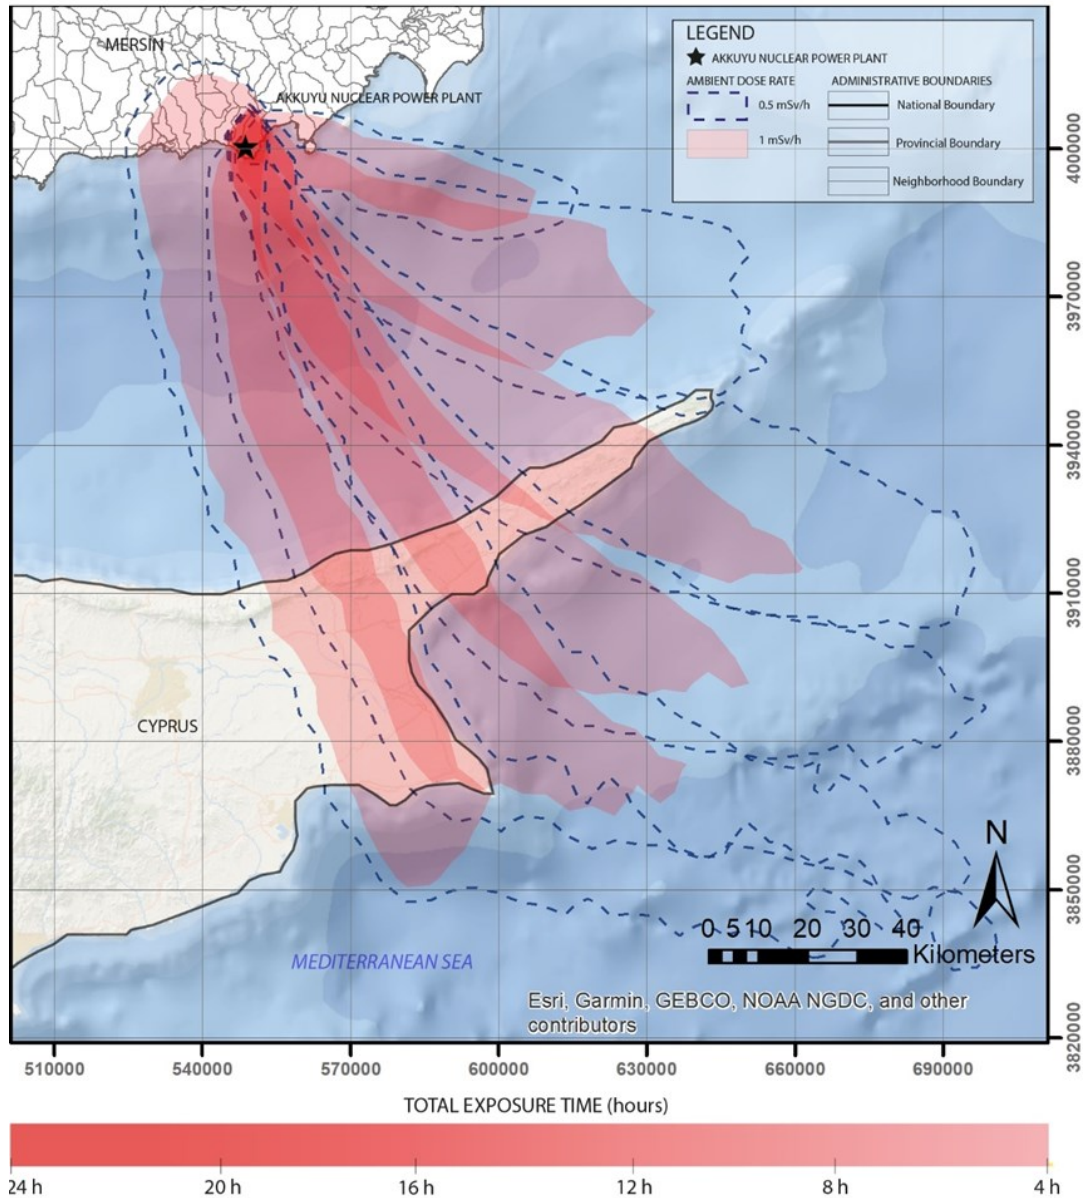 MERSİN
AKKUYU NUCLEAR POWER PLANT
LEGEND
AKKUYU NUCLEAR POWER PLANT
AMBIENT DOSE RATE
0.5 mSv/h
1 mSv/h
ADMINISTRATIVE BOUNDARIES
National Boundary
Provincial Boundary
Neighborhood Boundary
4000000
3970000
3940000
3910000
3880000
3850000
3820000
CYPRUS
MEDITERRANEAN SEA
N
0 5 10 20 30 40
Kilometers
Esri, Garmin, GEBCO, NOAA NGDC, and other
contributors
510000 540000 570000 600000 630000 660000 690000
TOTAL EXPOSURE TIME (hours)
24 h 20 h 16 h 12 h 8 h 4 h